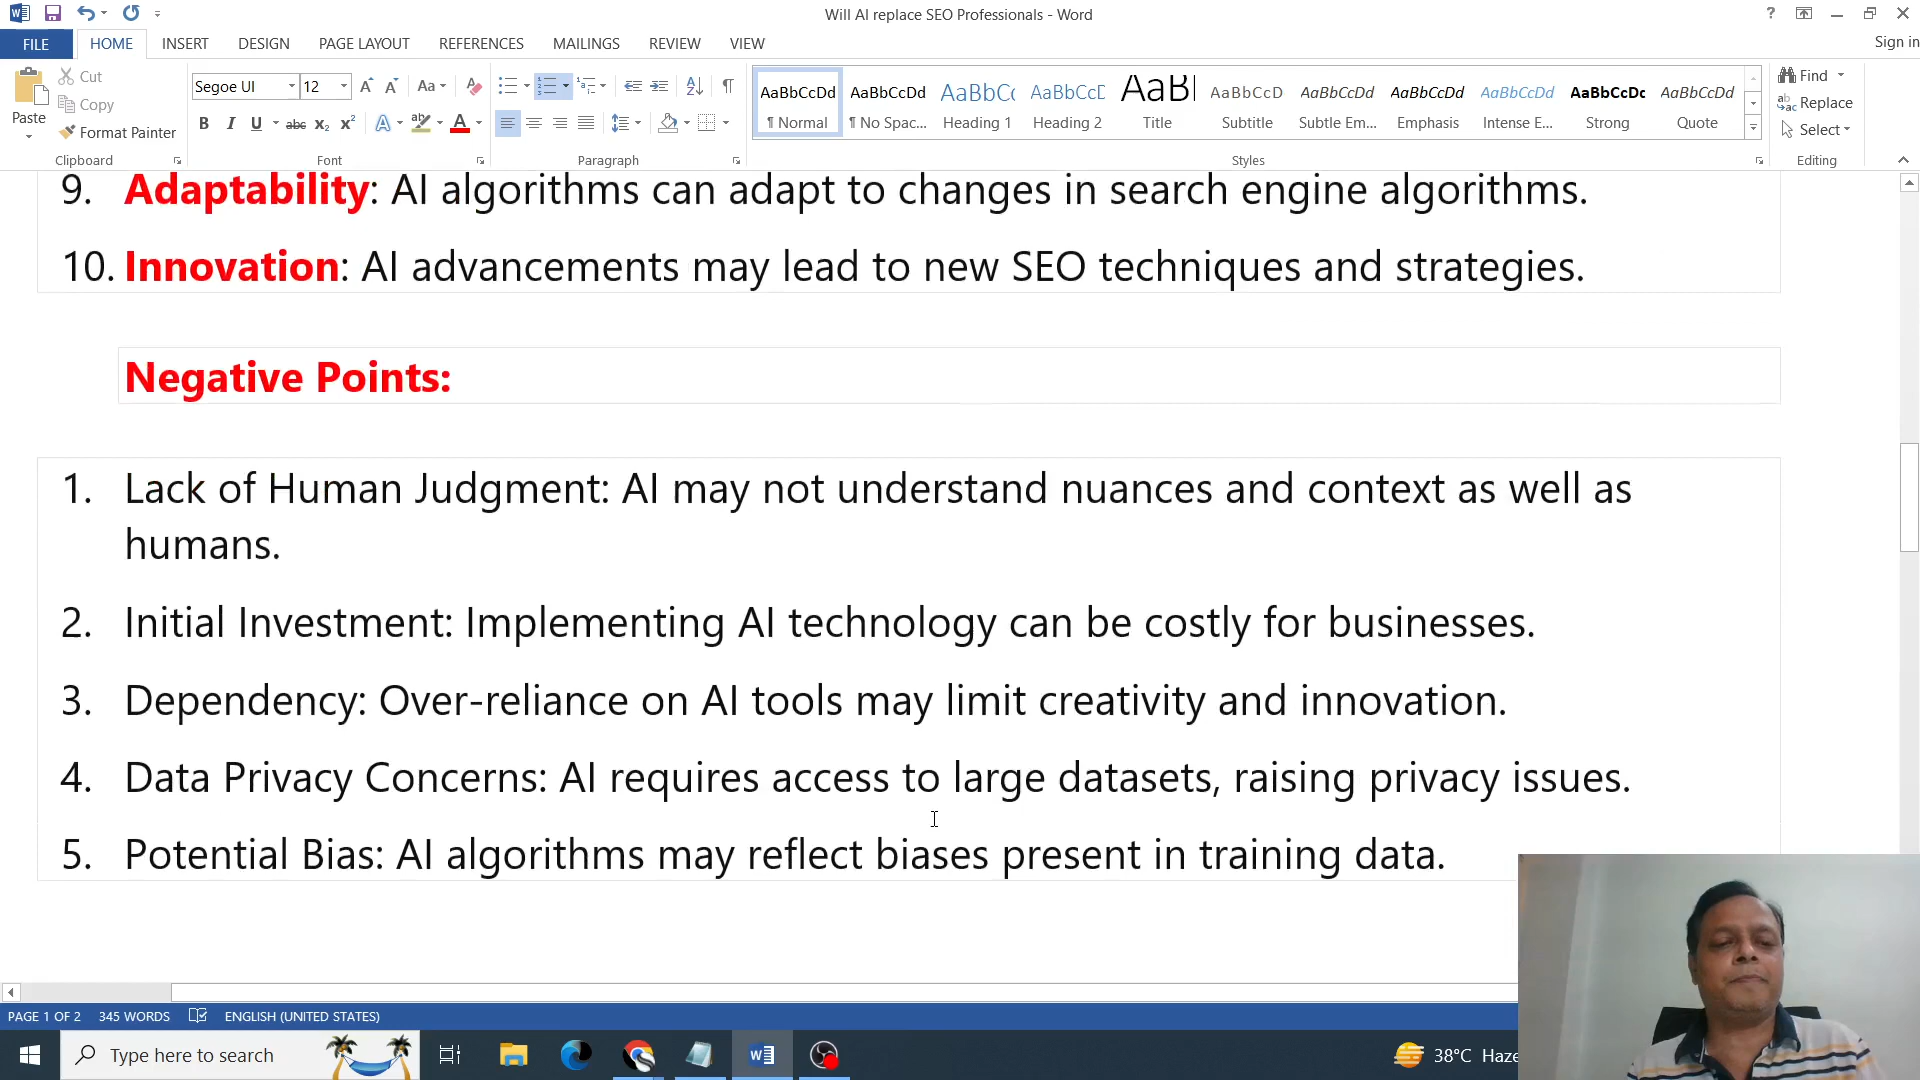 Will AI replace SEO Professionals - Word
?
Sign in
FILE HOME INSERT DESIGN PAGE LAYOUT REFERENCES MAILINGS REVIEW VIEW
Paste
Cut
Copy
Format Painter
Clipboard
Segoe UI 12
Aa
B I U abc X₂ X² A A
Font
Paragraph
AaBbCcDd AaBbCcDd AaBbCc AaBbCcE AaBl AaBbCcD AaBbCcDd AaBbCcDd AaBbCcDd AaBbCcDc AaBbCcDd
¶ Normal ¶ No Spac... Heading 1 Heading 2 Title Subtitle Subtle Em... Emphasis Intense E... Strong Quote
Styles
Find
Replace
Select
Editing
9. Adaptability: AI algorithms can adapt to changes in search engine algorithms.
10. Innovation: AI advancements may lead to new SEO techniques and strategies.
Negative Points:
1. Lack of Human Judgment: AI may not understand nuances and context as well as
humans.
2. Initial Investment: Implementing AI technology can be costly for businesses.
3. Dependency: Over-reliance on AI tools may limit creativity and innovation.
4. Data Privacy Concerns: AI requires access to large datasets, raising privacy issues.
5. Potential Bias: AI algorithms may reflect biases present in training data.
PAGE 1 OF 2 345 WORDS ENGLISH (UNITED STATES)
Type here to search
38°C Haze